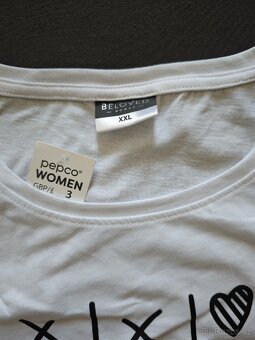 BELOVED
XXL
pepco®
WOMEN
GBP/£ 3
x | x |